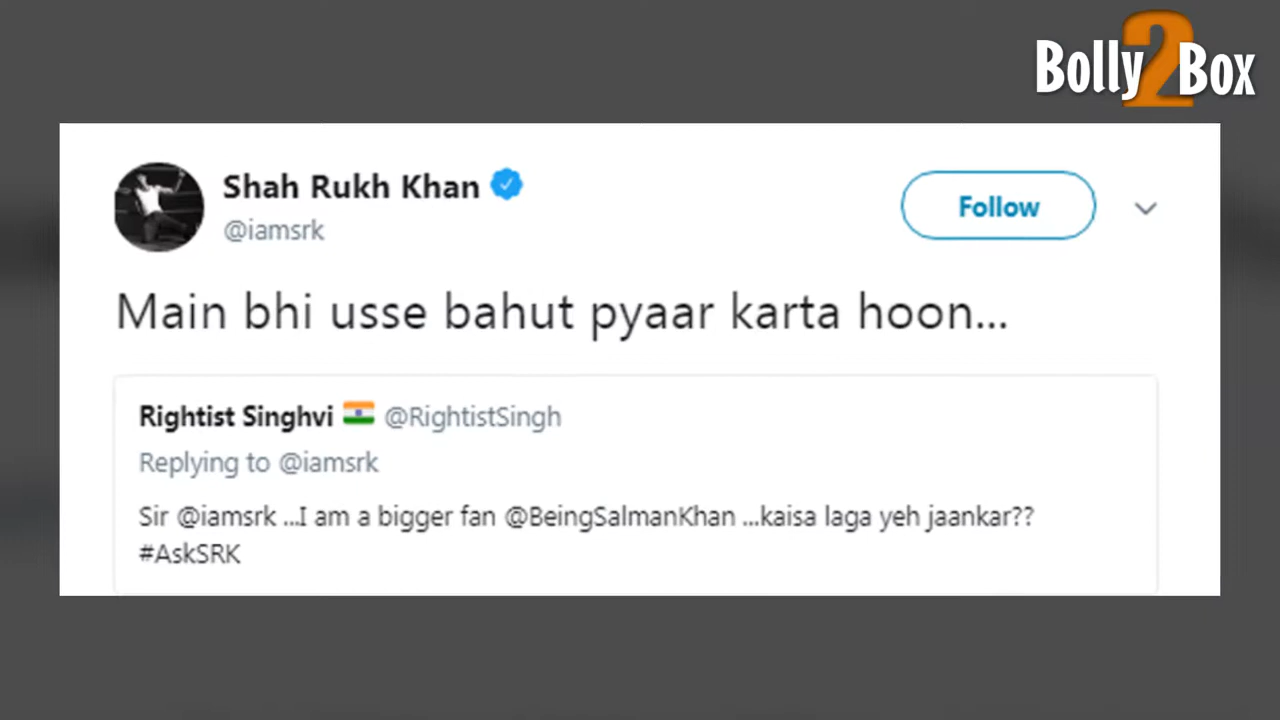 Bolly2Box
Shah Rukh Khan
@iamsrk
Follow
Main bhi usse bahut pyaar karta hoon...
Rightist Singhvi @RightistSingh
Replying to @iamsrk
Sir @iamsrk ...I am a bigger fan @BeingSalmanKhan ...kaisa laga yeh jaankar??
#AskSRK